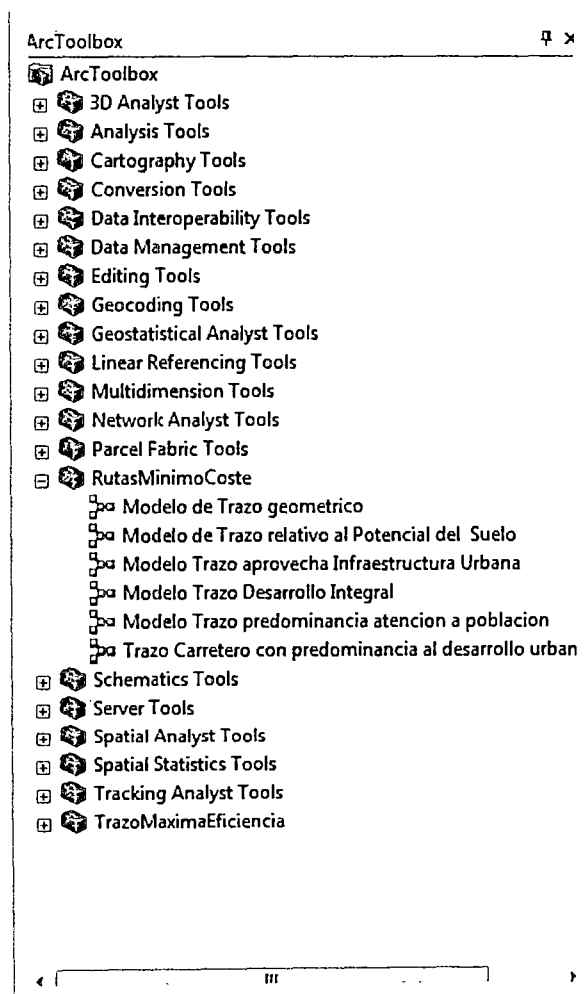 ArcToolbox
ArcToolbox
3D Analyst Tools
Analysis Tools
Cartography Tools
Conversion Tools
Data Interoperability Tools
Data Management Tools
Editing Tools
Geocoding Tools
Geostatistical Analyst Tools
Linear Referencing Tools
Multidimension Tools
Network Analyst Tools
Parcel Fabric Tools
RutasMinimoCoste
Modelo de Trazo geometrico
Modelo de Trazo relativo al Potencial del Suelo
Modelo Trazo aprovecha Infraestructura Urbana
Modelo Trazo Desarrollo Integral
Modelo Trazo predominancia atencion a poblacion
Trazo Carretero con predominancia al desarrollo urban
Schematics Tools
Server Tools
Spatial Analyst Tools
Spatial Statistics Tools
Tracking Analyst Tools
TrazoMaximaEficiencia